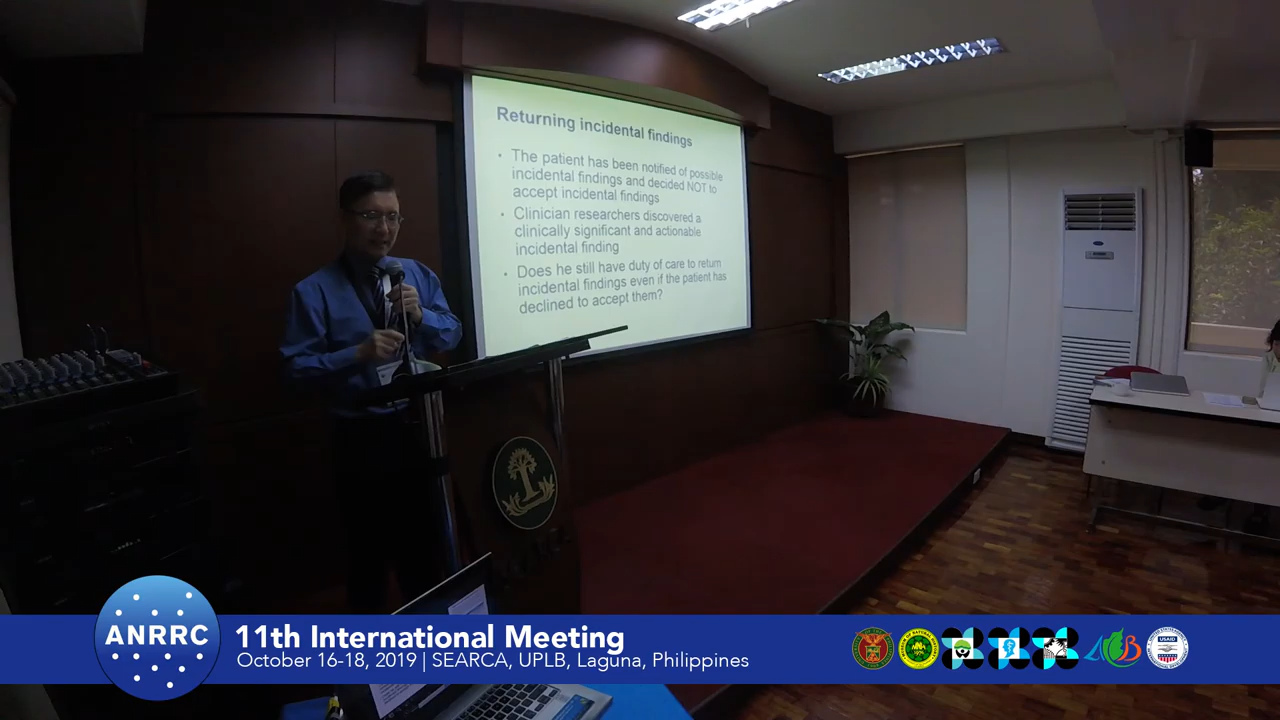 Returning incidental findings
• The patient has been notified of possible
incidental findings and decided NOT to
accept incidental findings
• Clinician researchers discovered a
clinically significant and actionable
incidental finding
• Does he still have duty of care to return
incidental findings even if the patient has
declined to accept them?
ANRRC
11th International Meeting
October 16-18, 2019 | SEARCA, UPLB, Laguna, Philippines
USAID